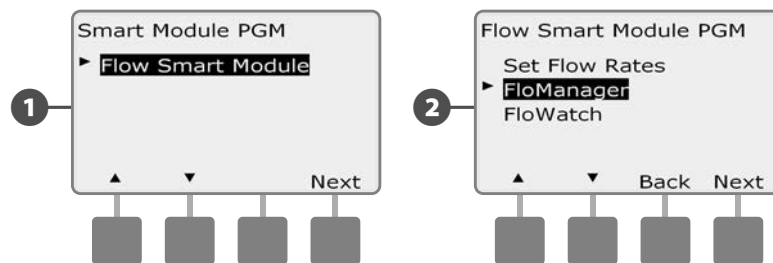 Smart Module PGM
► Flow Smart Module
1
▲ ▼ Next
Flow Smart Module PGM
Set Flow Rates
► FloManager
FloWatch
2
▲ ▼ Back Next